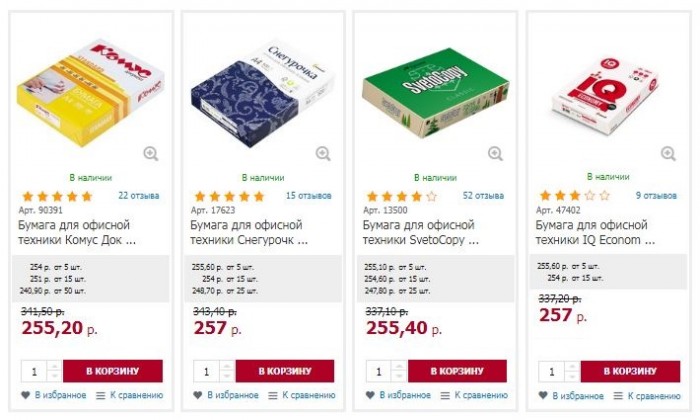 Комус
А4
БУМАГА
В наличии
22 отзыва
Арт. 90391
Бумага для офисной
техники Комус Док ...
254 р. от 5 шт.
251 р. от 15 шт.
240,90 р. от 50 шт.
341,50 р.
255,20 р.
1
В КОРЗИНУ
В избранное
К сравнению
Снегурочка
А4
В наличии
15 отзывов
Арт. 17623
Бумага для офисной
техники Снегурочк ...
255,60 р. от 5 шт.
254 р. от 15 шт.
248,70 р. от 25 шт.
343,40 р.
257 р.
1
В КОРЗИНУ
В избранное
К сравнению
SvetoCopy
CLASSIC
В наличии
52 отзыва
Арт. 13500
Бумага для офисной
техники SvetoCopy ...
255,10 р. от 5 шт.
254,60 р. от 15 шт.
247,80 р. от 25 шт.
337,10 р.
255,40 р.
1
В КОРЗИНУ
В избранное
К сравнению
IQ
IQ
ECONOMY
В наличии
9 отзывов
Арт. 47402
Бумага для офисной
техники IQ Econom ...
255,60 р. от 5 шт.
254 р. от 15 шт.
337,20 р.
257 р.
1
В КОРЗИНУ
В избранное
К сравнению